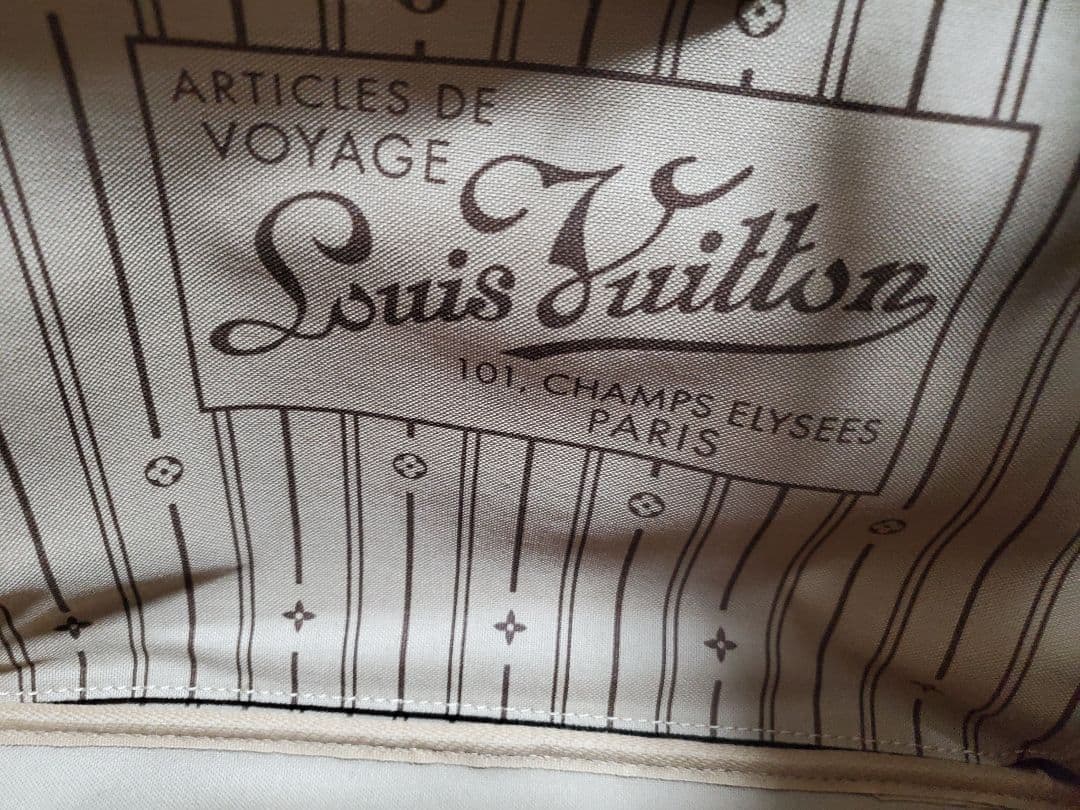 ARTICLES DE
VOYAGE
Louis Vuitton
101, CHAMPS ELYSEES
PARIS